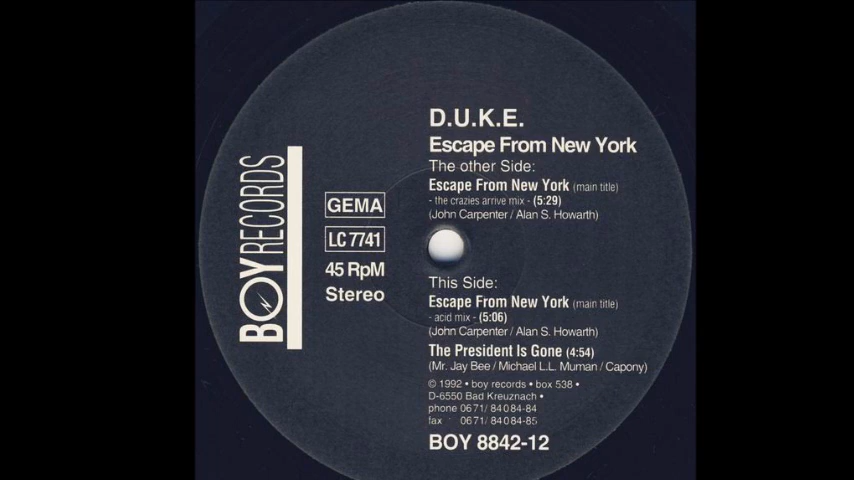 BOY RECORDS
GEMA
LC 7741
45 RpM
Stereo
D.U.K.E.
Escape From New York
The other Side:
Escape From New York (main title)
- the crazies arrive mix - (5:29)
(John Carpenter / Alan S. Howarth)
This Side:
Escape From New York (main title)
- acid mix - (5:06)
(John Carpenter / Alan S. Howarth)
The President Is Gone (4:54)
(Mr. Jay Bee / Michael L.L. Muman / Capony)
© 1992 • boy records • box 538 •
D-6550 Bad Kreuznach •
phone 0671/ 84084-84
fax 0671/ 84084-85
BOY 8842-12